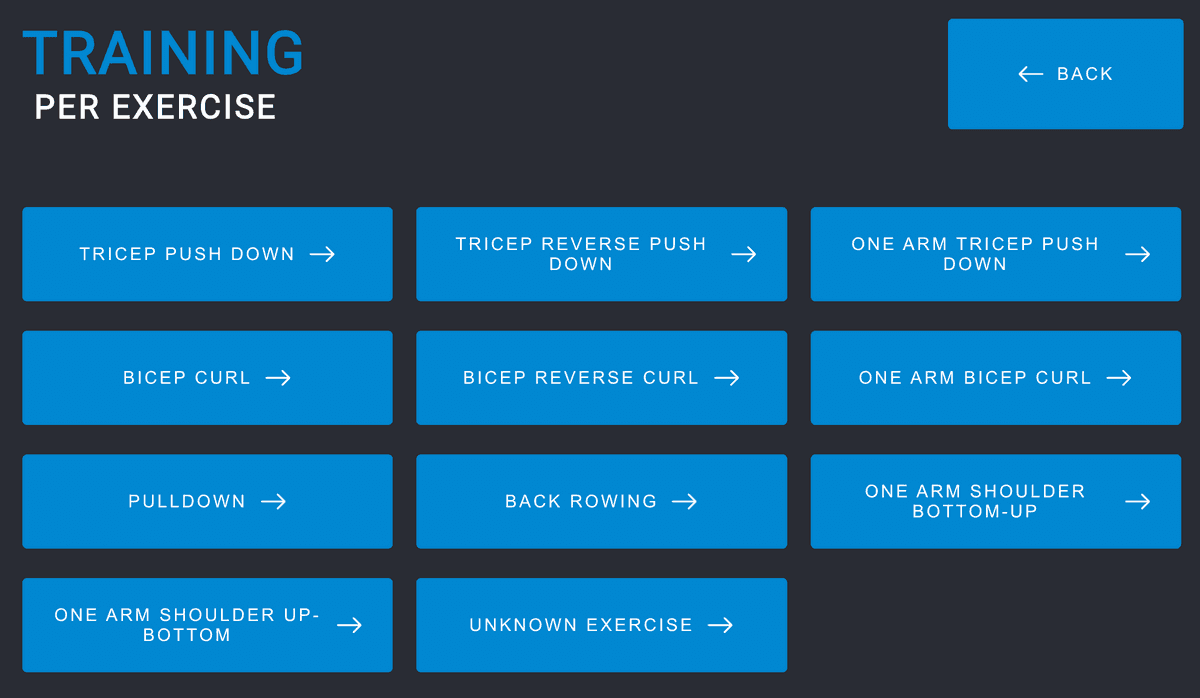 TRAINING
PER EXERCISE
← BACK
TRICEP PUSH DOWN →
TRICEP REVERSE PUSH
DOWN →
ONE ARM TRICEP PUSH
DOWN →
BICEP CURL →
BICEP REVERSE CURL →
ONE ARM BICEP CURL →
PULLDOWN →
BACK ROWING →
ONE ARM SHOULDER
BOTTOM-UP →
ONE ARM SHOULDER UP-
BOTTOM →
UNKNOWN EXERCISE →